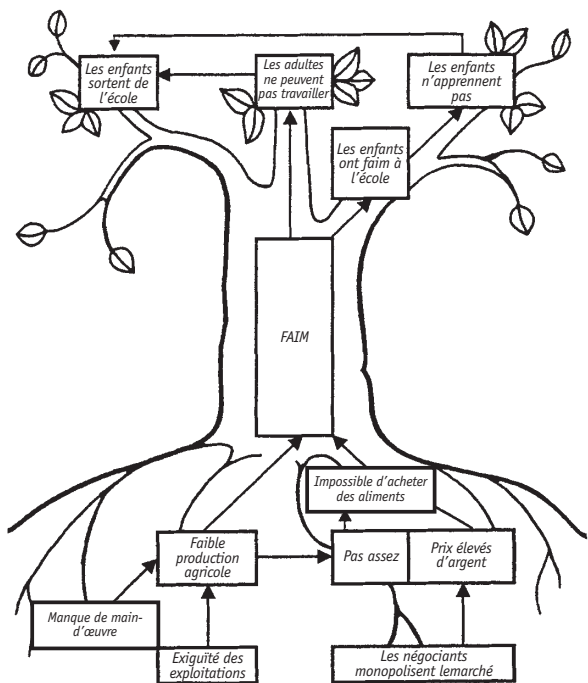 Les enfants
sortent de
l'école
Les adultes
ne peuvent
pas travailler
Les enfants
n'apprennent
pas
Les enfants
ont faim à
l'école
FAIM
Impossible d'acheter
des aliments
Faible
production
agricole
Pas assez
Prix élevés
d'argent
Manque de main-
d'œuvre
Exiguïté des
exploitations
Les négociants
monopolisent lemarché